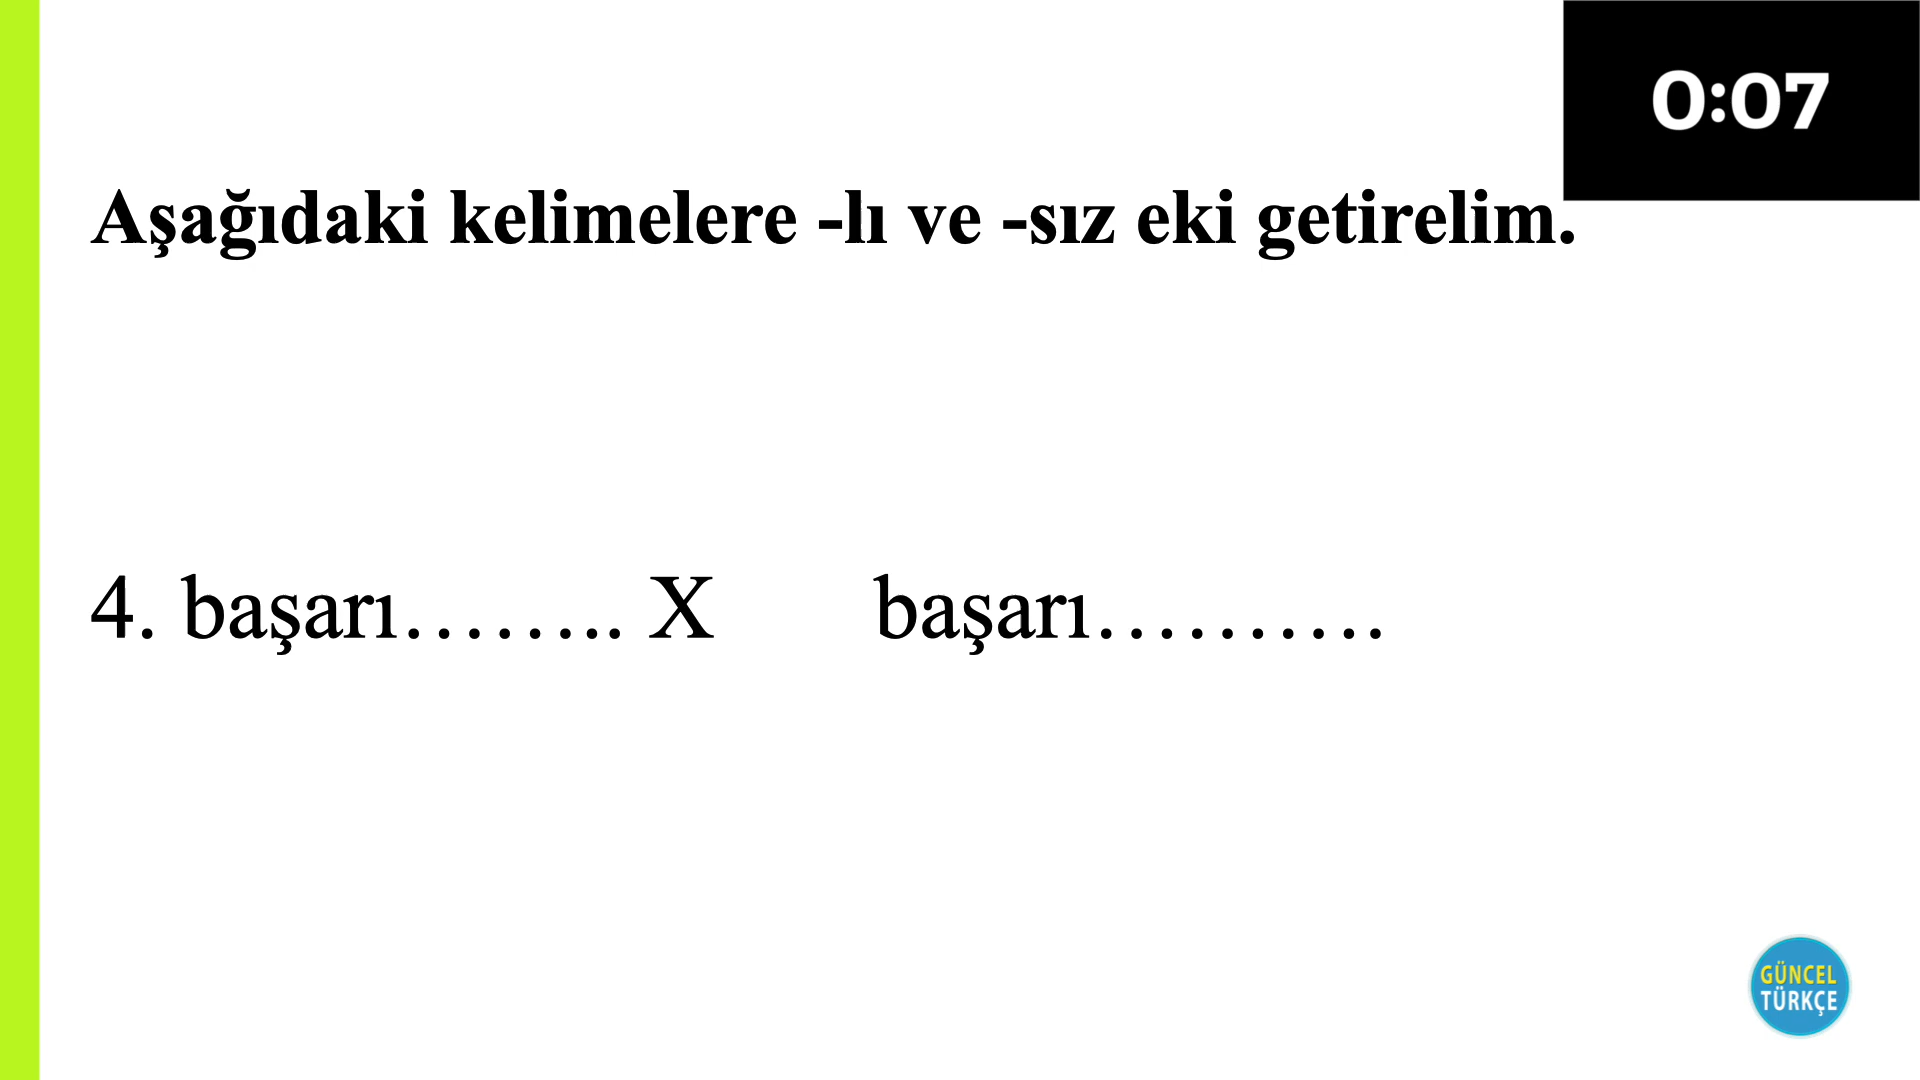 0:07
Aşağıdaki kelimelere -lı ve -sız eki getirelim.
4. başarı…….. X başarı……….
GÜNCEL
TÜRKÇE